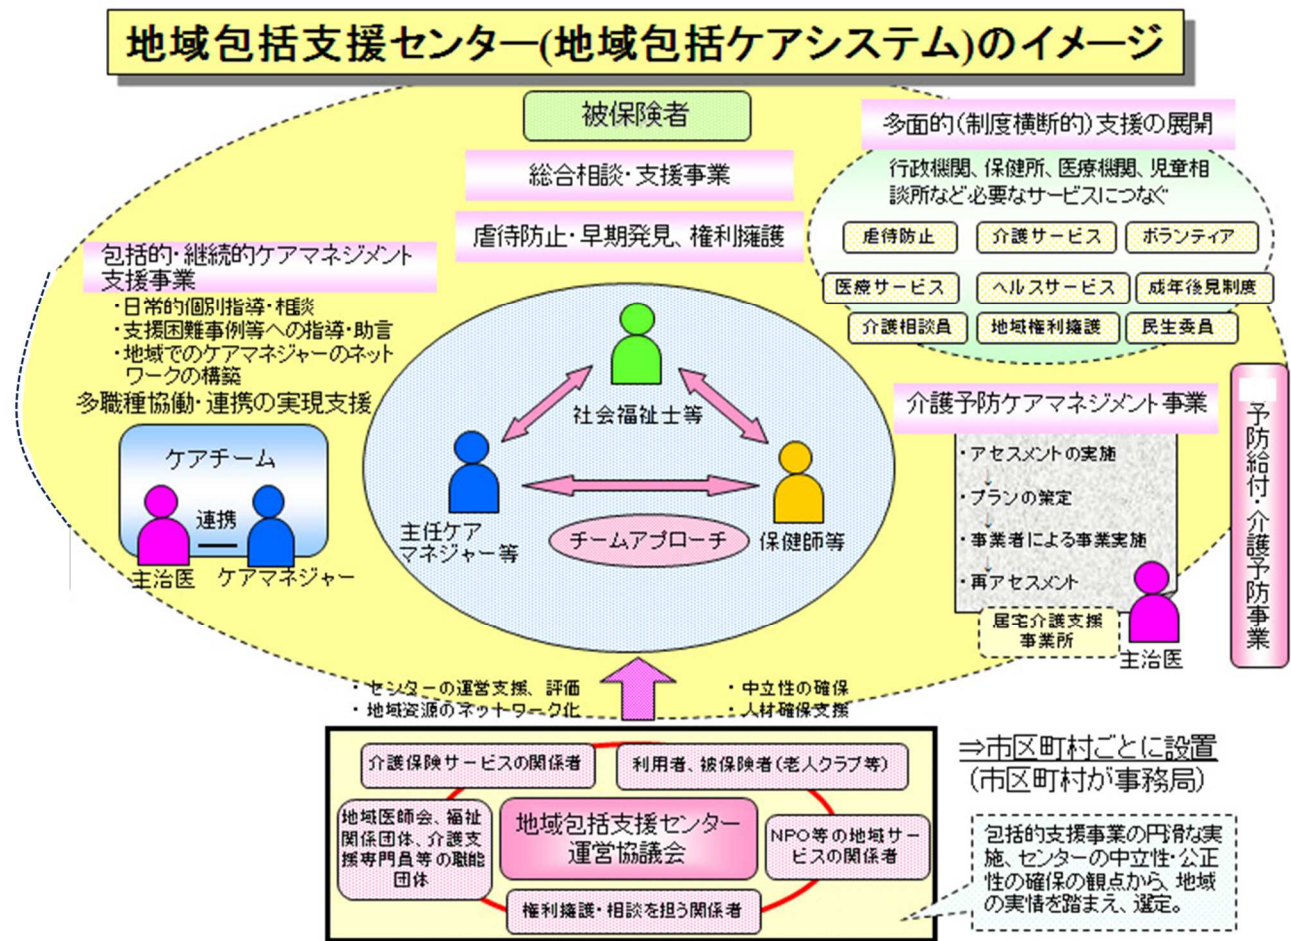 地域包括支援センター(地域包括ケアシステム)のイメージ
被保険者
総合相談・支援事業
虐待防止・早期発見、権利擁護
多面的(制度横断的)支援の展開
行政機関、保健所、医療機関、児童相
談所など必要なサービスにつなぐ
虐待防止
介護サービス
ボランティア
医療サービス
ヘルスサービス
成年後見制度
介護相談員
地域権利擁護
民生委員
包括的・継続的ケアマネジメント
支援事業
・日常的個別指導・相談
・支援困難事例等への指導・助言
・地域でのケアマネジャーのネット
ワークの構築
多職種協働・連携の実現支援
ケアチーム
連携
主治医
ケアマネジャー
社会福祉士等
主任ケア
マネジャー等
チームアプローチ
保健師等
介護予防ケアマネジメント事業
・アセスメントの実施
↓
・プランの策定
↓
・事業者による事業実施
↓
・再アセスメント
居宅介護支援
事業所
主治医
予防給付・介護予防事業
・センターの運営支援、評価
・地域資源のネットワーク化
・中立性の確保
・人材確保支援
介護保険サービスの関係者
利用者、被保険者(老人クラブ等)
地域医師会、福祉
関係団体、介護支
援専門員等の職能
団体
地域包括支援センター
運営協議会
NPO等の地域サー
ビスの関係者
権利擁護・相談を担う関係者
⇒市区町村ごとに設置
(市区町村が事務局)
包括的支援事業の円滑な実
施、センターの中立性・公正
性の確保の観点から、地域
の実情を踏まえ、選定。